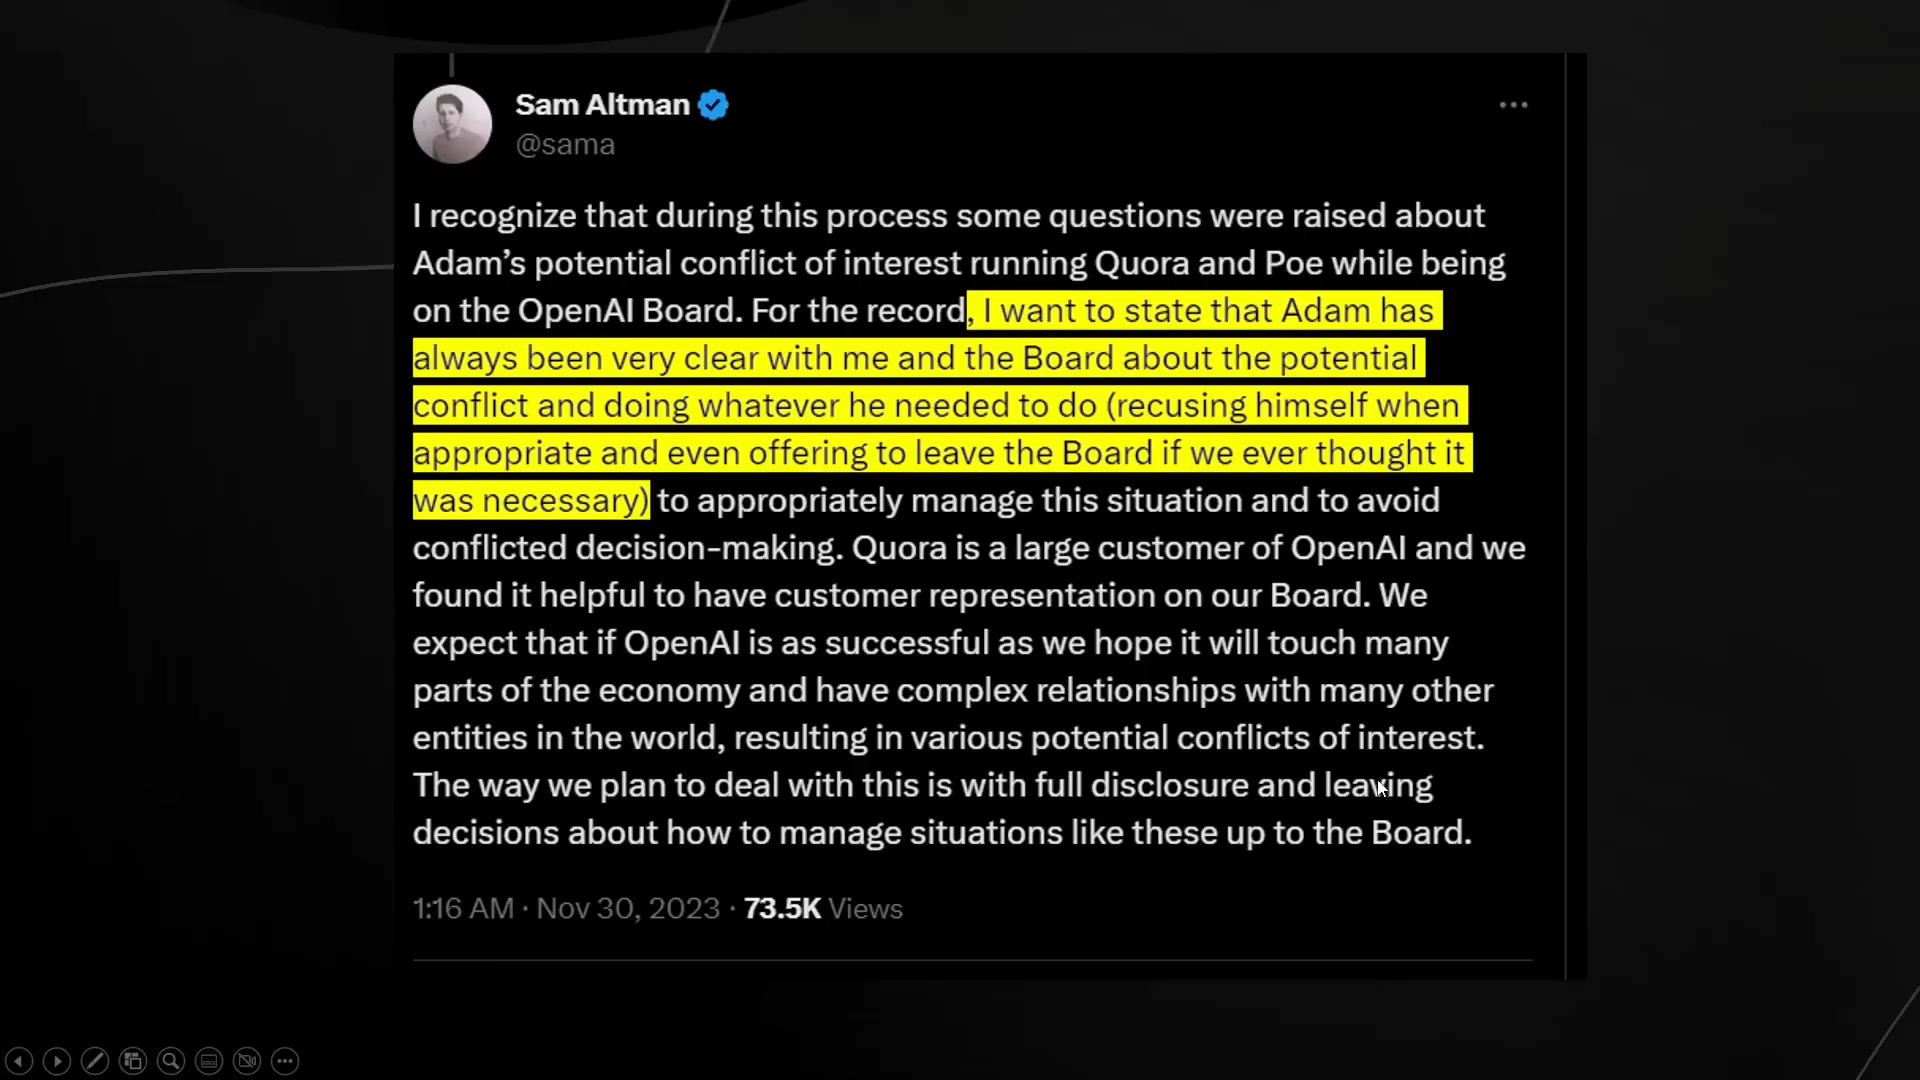 Sam Altman
@sama
I recognize that during this process some questions were raised about
Adam’s potential conflict of interest running Quora and Poe while being
on the OpenAI Board. For the record, I want to state that Adam has
always been very clear with me and the Board about the potential
conflict and doing whatever he needed to do (recusing himself when
appropriate and even offering to leave the Board if we ever thought it
was necessary) to appropriately manage this situation and to avoid
conflicted decision-making. Quora is a large customer of OpenAI and we
found it helpful to have customer representation on our Board. We
expect that if OpenAI is as successful as we hope it will touch many
parts of the economy and have complex relationships with many other
entities in the world, resulting in various potential conflicts of interest.
The way we plan to deal with this is with full disclosure and leaving
decisions about how to manage situations like these up to the Board.
1:16 AM · Nov 30, 2023 · 73.5K Views